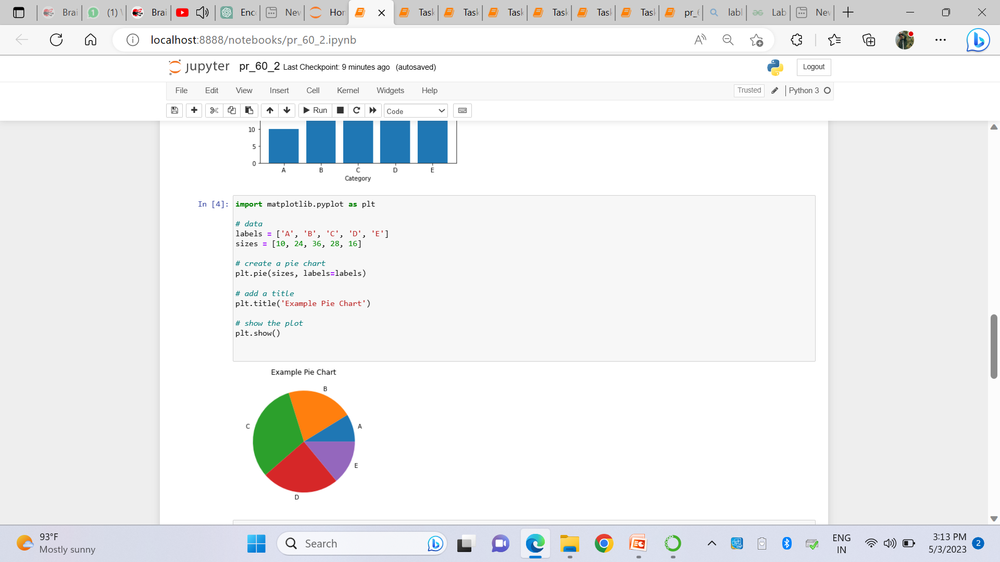 Brai (1) Brai Enc Nev Hor Task Task Task Task Task Task pr_6 labl Lab Nev
localhost:8888/notebooks/pr_60_2.ipynb
jupyter pr_60_2 Last Checkpoint: 9 minutes ago (autosaved) Logout
File Edit View Insert Cell Kernel Widgets Help Trusted Python 3
Run Code
10
5
0
A B C D E
Category
In [4]: import matplotlib.pyplot as plt
# data
labels = ['A', 'B', 'C', 'D', 'E']
sizes = [10, 24, 36, 28, 16]
# create a pie chart
plt.pie(sizes, labels=labels)
# add a title
plt.title('Example Pie Chart')
# show the plot
plt.show()
Example Pie Chart
B
C
A
E
D
93°F
Mostly sunny
Search
ENG
IN
3:13 PM
5/3/2023
2